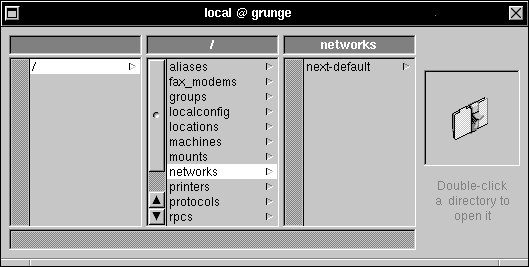 local @ grunge
/
networks
/
aliases
fax_modems
groups
localconfig
locations
machines
mounts
networks
printers
protocols
rpcs
next-default
Double-click
a directory to
open it